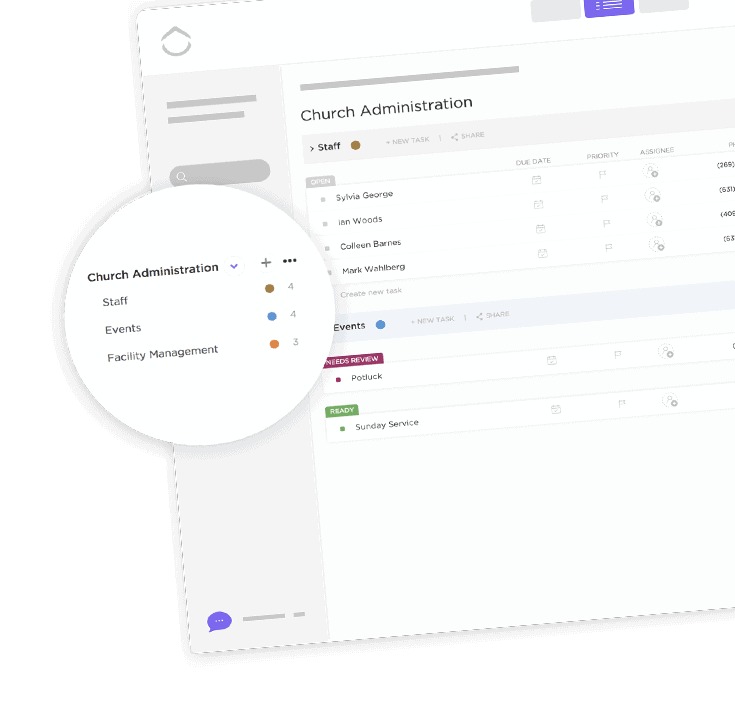 Church Administration
› Staff
+ NEW TASK | SHARE
DUE DATE PRIORITY ASSIGNEE
OPEN
Sylvia George
(269)
Ian Woods
(531)
Colleen Barnes
(409
Mark Wahlberg
Create new task
Events
+ NEW TASK | SHARE
NEEDS REVIEW
Potluck
READY
Sunday Service
Church Administration + •••
Staff 4
Events 4
Facility Management 3